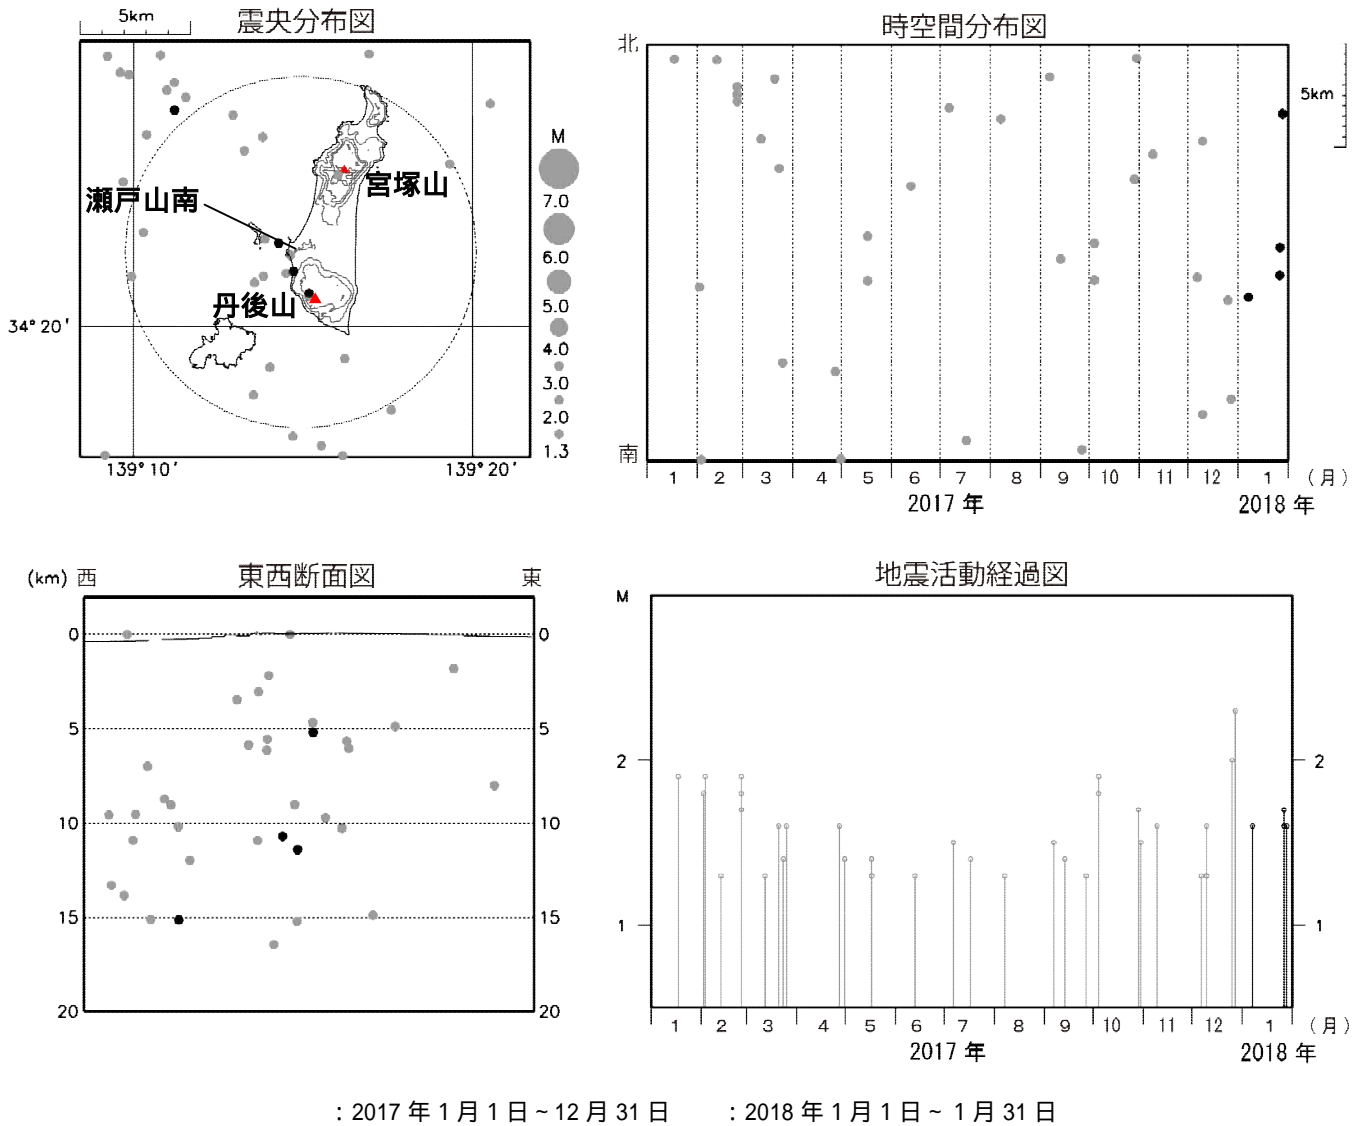 震央分布図
5km
瀬戸山南
宮塚山
丹後山
34° 20′
139° 10′
139° 20′
M
7.0
6.0
5.0
4.0
3.0
2.0
1.3
時空間分布図
北
南
5km
1 2 3 4 5 6 7 8 9 10 11 12 1 (月)
2017 年 2018 年
東西断面図
(km) 西 東
0 0
5 5
10 10
15 15
20 20
地震活動経過図
M
2 2
1 1
1 2 3 4 5 6 7 8 9 10 11 12 1 (月)
2017 年 2018 年
: 2017 年 1 月 1 日 ~ 12 月 31 日 : 2018 年 1 月 1 日 ~ 1 月 31 日